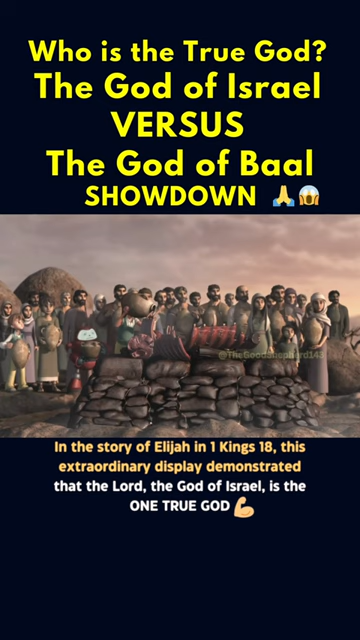 Who is the True God?
The God of Israel
VERSUS
The God of Baal
SHOWDOWN 🙏😱
@TheGoodShepherd143
In the story of Elijah in 1 Kings 18, this
extraordinary display demonstrated
that the Lord, the God of Israel, is the
ONE TRUE GOD 💪